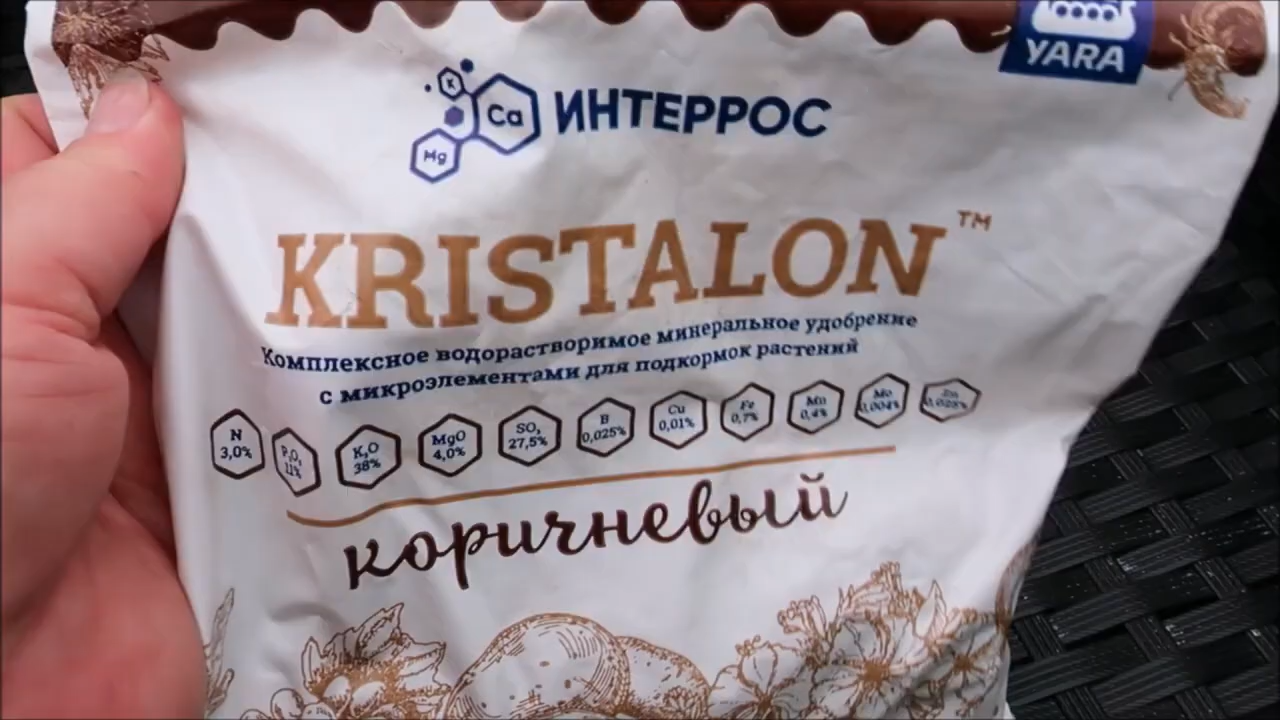 YARA
K
Ca
Mg
ИНТЕРРОС
KRISTALON™
Комплексное водорастворимое минеральное удобрение
с микроэлементами для подкормок растений
N 3,0%
P₂O₅ 11%
K₂O 38%
MgO 4,0%
SO₃ 27,5%
B 0,025%
Cu 0,01%
Fe 0,7%
Mn 0,4%
Mo 0,004%
Zn 0,025%
коричневый